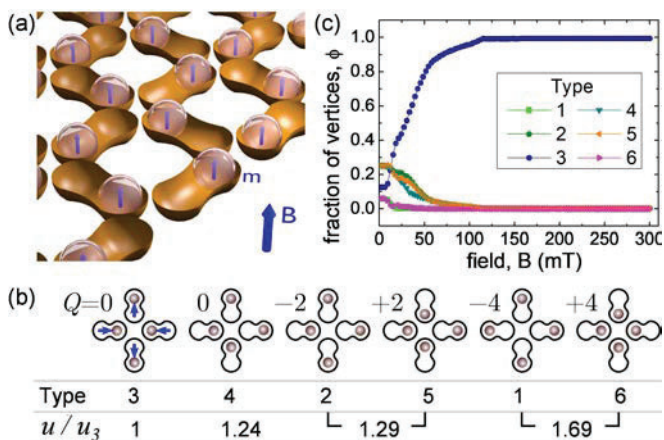 (a)
m
B
(c)
fraction of vertices, ϕ
1.0
0.8
0.6
0.4
0.2
0.0
Type
1 4
2 5
3 6
0 50 100 150 200 250 300
field, B (mT)
(b)
Q=0 0 −2 +2 −4 +4
Type 3 4 2 5 1 6
u/u₃ 1 1.24 1.29 1.69